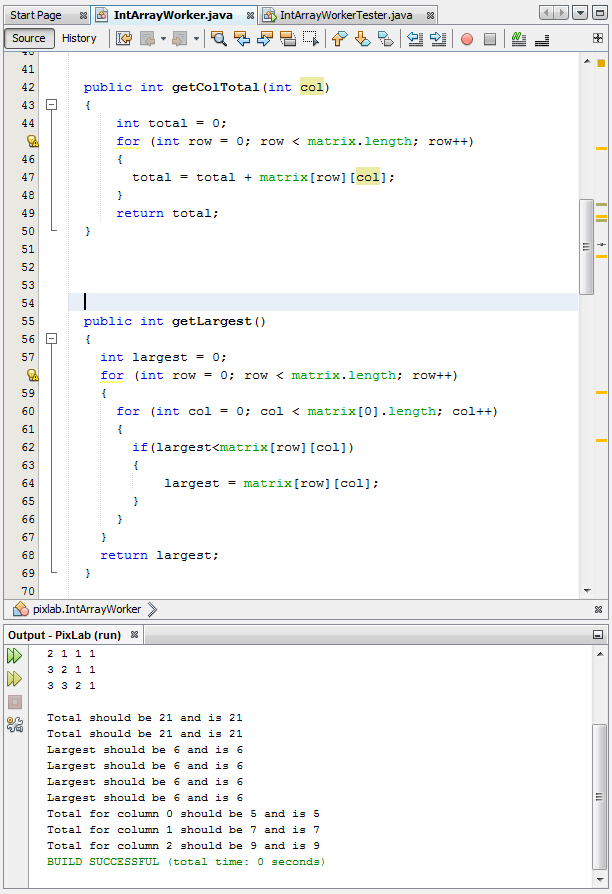 Start Page IntArrayWorker.java IntArrayWorkerTester.java
Source History
41
42 public int getColTotal(int col)
43 {
44 int total = 0;
for (int row = 0; row < matrix.length; row++)
46 {
47 total = total + matrix[row][col];
48 }
49 return total;
50 }
51
52
53
54
55 public int getLargest()
56 {
57 int largest = 0;
for (int row = 0; row < matrix.length; row++)
59 {
60 for (int col = 0; col < matrix[0].length; col++)
61 {
62 if(largest<matrix[row][col])
63 {
64 largest = matrix[row][col];
65 }
66 }
67 }
68 return largest;
69 }
70
pixlab.IntArrayWorker
Output - PixLab (run)
2 1 1 1
3 2 1 1
3 3 2 1
Total should be 21 and is 21
Total should be 21 and is 21
Largest should be 6 and is 6
Largest should be 6 and is 6
Largest should be 6 and is 6
Largest should be 6 and is 6
Total for column 0 should be 5 and is 5
Total for column 1 should be 7 and is 7
Total for column 2 should be 9 and is 9
BUILD SUCCESSFUL (total time: 0 seconds)